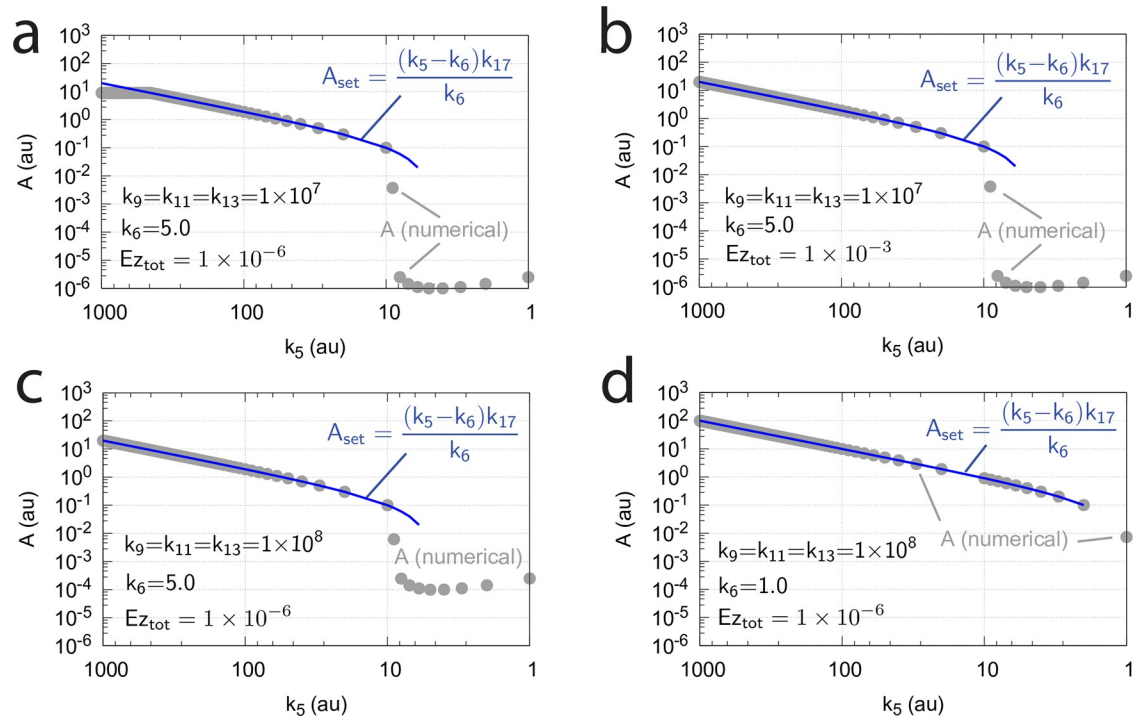 a
10³
10²
10¹
10⁰
10⁻¹
10⁻²
10⁻³
10⁻⁴
10⁻⁵
10⁻⁶
A (au)
A_set = (k₅−k₆)k₁₇ / k₆
k₉=k₁₁=k₁₃=1×10⁷
k₆=5.0
Ez_tot = 1 × 10⁻⁶
A (numerical)
1000 100 10 1
k₅ (au)
b
10³
10²
10¹
10⁰
10⁻¹
10⁻²
10⁻³
10⁻⁴
10⁻⁵
10⁻⁶
A (au)
A_set = (k₅−k₆)k₁₇ / k₆
k₉=k₁₁=k₁₃=1×10⁷
k₆=5.0
Ez_tot = 1 × 10⁻³
A (numerical)
1000 100 10 1
k₅ (au)
c
10³
10²
10¹
10⁰
10⁻¹
10⁻²
10⁻³
10⁻⁴
10⁻⁵
10⁻⁶
A (au)
A_set = (k₅−k₆)k₁₇ / k₆
k₉=k₁₁=k₁₃=1×10⁸
A (numerical)
k₆=5.0
Ez_tot = 1 × 10⁻⁶
1000 100 10 1
k₅ (au)
d
10³
10²
10¹
10⁰
10⁻¹
10⁻²
10⁻³
10⁻⁴
10⁻⁵
10⁻⁶
A (au)
A_set = (k₅−k₆)k₁₇ / k₆
A (numerical)
k₉=k₁₁=k₁₃=1×10⁸
k₆=1.0
Ez_tot = 1 × 10⁻⁶
1000 100 10 1
k₅ (au)